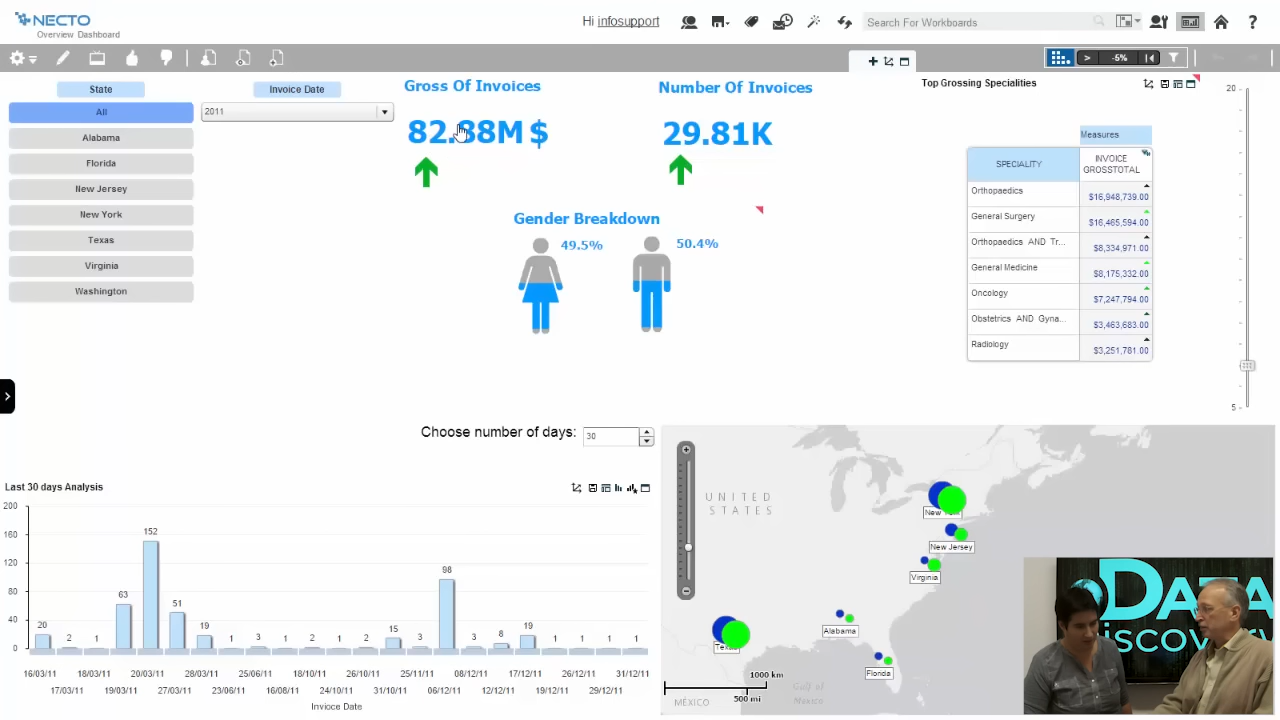 NECTO
Overview Dashboard
Hi infosupport
Search For Workboards
> -5%
State
Invoice Date
All
2011
Alabama
Florida
New Jersey
New York
Texas
Virginia
Washington
Gross Of Invoices
82.88M $
Number Of Invoices
29.81K
Gender Breakdown
49.5%
50.4%
Top Grossing Specialities
Measures
SPECIALITY
INVOICE GROSSTOTAL
Orthopaedics $16,948,739.00
General Surgery $16,465,594.00
Orthopaedics AND Tr... $8,334,971.00
General Medicine $8,175,332.00
Oncology $7,247,794.00
Obstetrics AND Gyna... $3,463,683.00
Radiology $3,251,781.00
20
5
Choose number of days: 30
Last 30 days Analysis
200
160
120
80
40
0
20 2 1 63 152 51 19 1 3 1 2 1 2 15 3 98 3 8 19 1 1 1 1
16/03/11 18/03/11 20/03/11 28/03/11 25/06/11 18/10/11 26/10/11 25/11/11 08/12/11 17/12/11 26/12/11 31/12/11
17/03/11 19/03/11 27/03/11 23/06/11 16/08/11 24/10/11 31/10/11 06/12/11 12/12/11 19/12/11 29/12/11
Invioce Date
UNITED
STATES
New
New Jersey
Virginia
Alabama
Florida
1000 km
500 mi
MÉXICO
Gulf of
Mexico
DATA
DISCOVERY